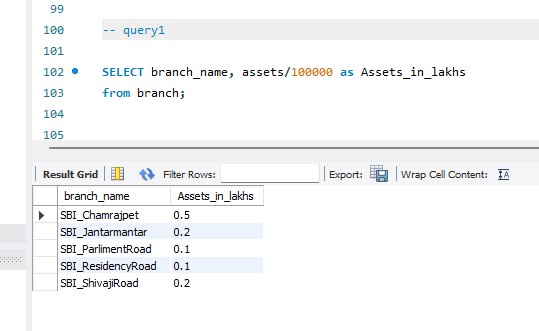 99
100 -- query1
101
102 SELECT branch_name, assets/100000 as Assets_in_lakhs
103 from branch;
104
105
Result Grid Filter Rows: Export: Wrap Cell Content: IA
branch_name Assets_in_lakhs
SBI_Chamrajpet 0.5
SBI_Jantarmantar 0.2
SBI_ParlimentRoad 0.1
SBI_ResidencyRoad 0.1
SBI_ShivajiRoad 0.2